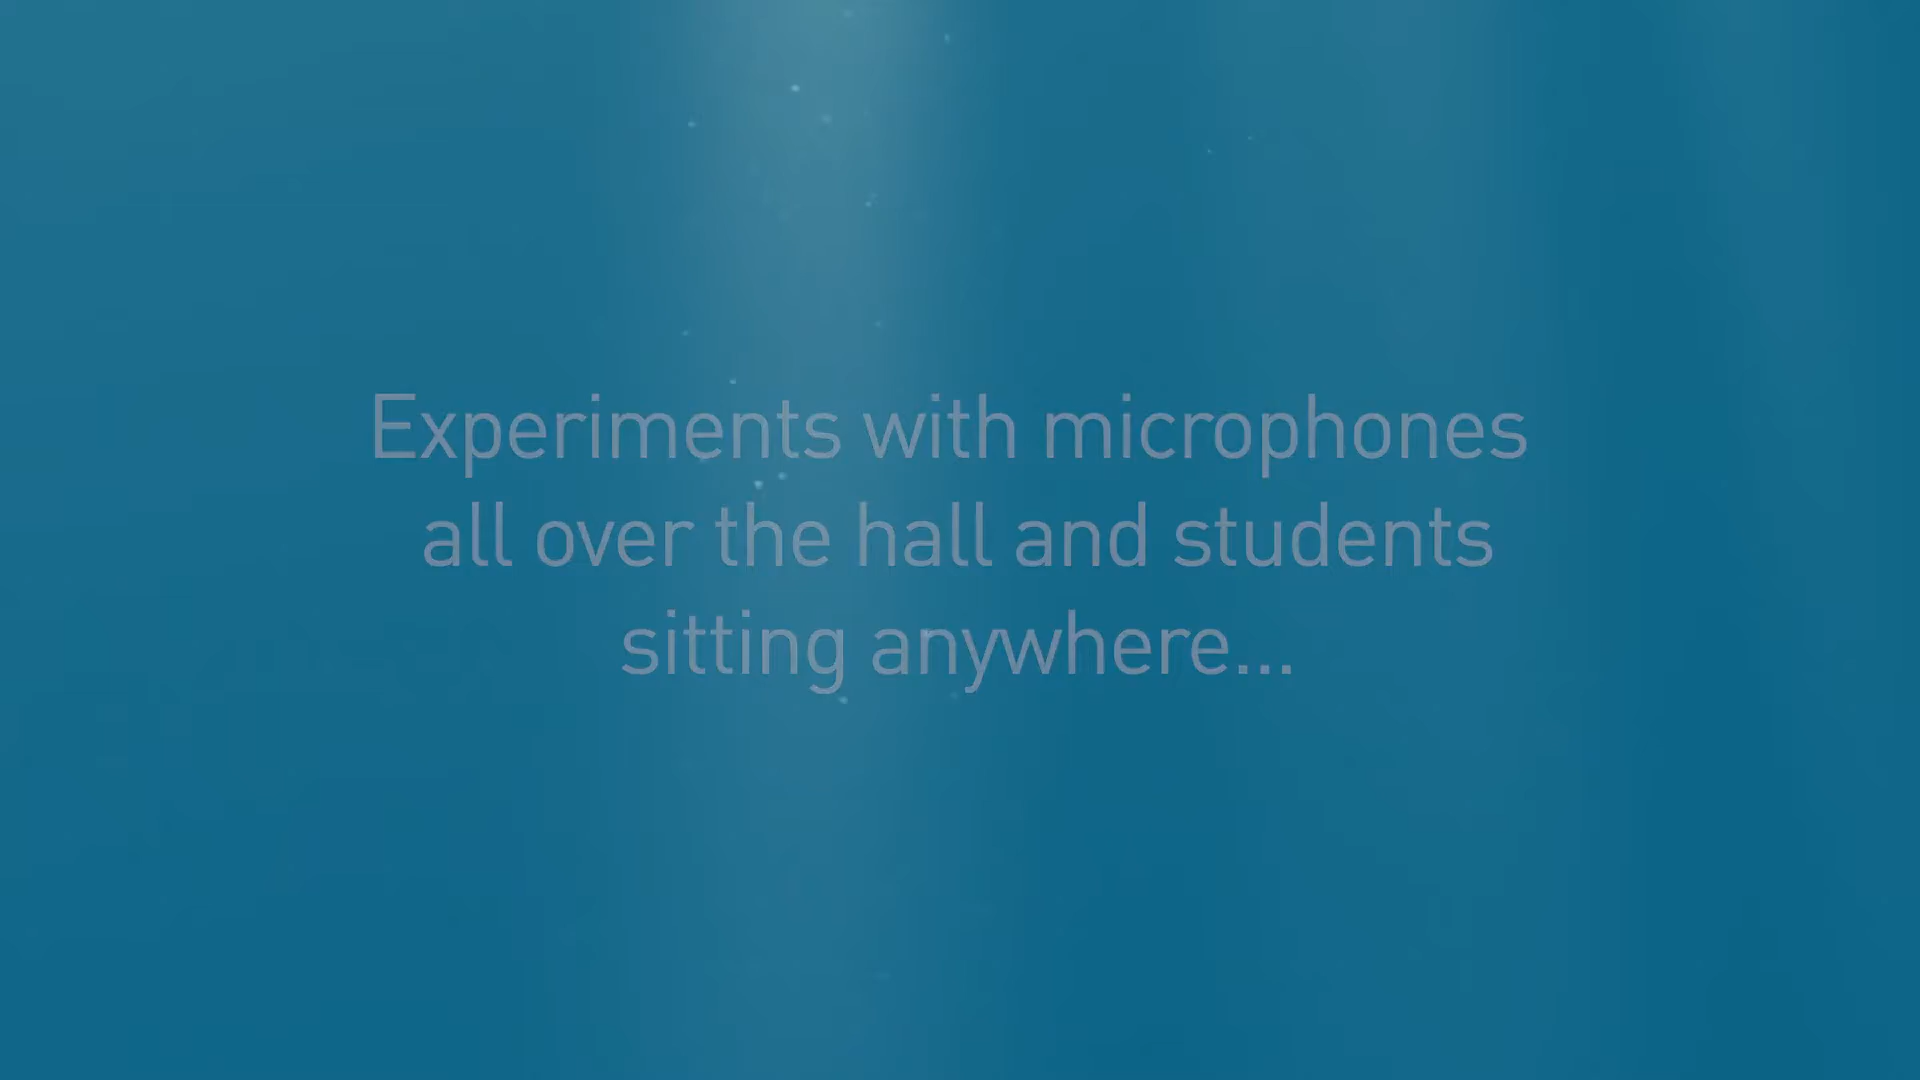 Experiments with microphones
all over the hall and students
sitting anywhere...